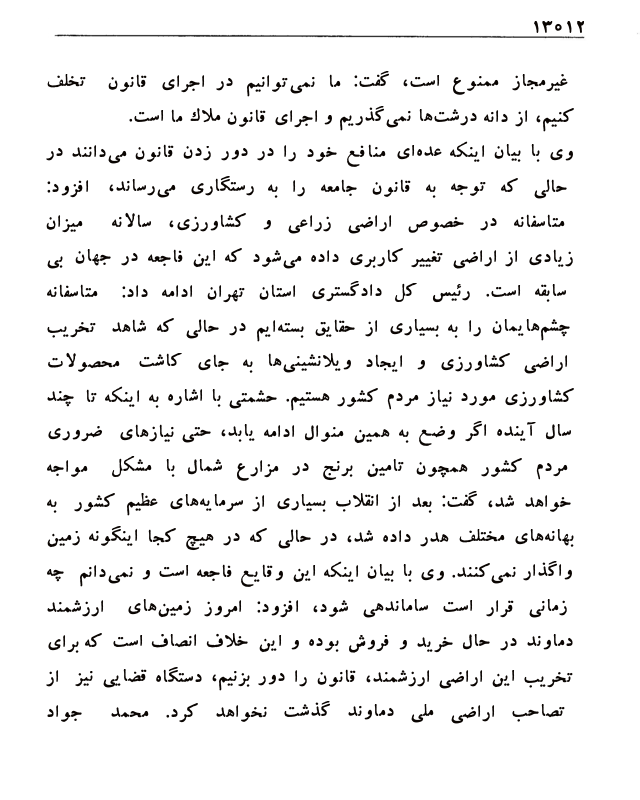 ۱۳۰۱۲
غیرمجاز ممنوع است، گفت: ما نمی‌توانیم در اجرای قانون تخلف
کنیم، از دانه درشت‌ها نمی‌گذریم و اجرای قانون ملاك ما است.
وی با بیان اینکه عده‌ای منافع خود را در دور زدن قانون می‌دانند در
حالی که توجه به قانون جامعه را به رستگاری می‌رساند، افزود:
متاسفانه در خصوص اراضی زراعی و کشاورزی، سالانه میزان
زیادی از اراضی تغییر کاربری داده می‌شود که این فاجعه در جهان بی
سابقه است. رئیس کل دادگستری استان تهران ادامه داد: متاسفانه
چشم‌هایمان را به بسیاری از حقایق بسته‌ایم در حالی که شاهد تخریب
اراضی کشاورزی و ایجاد ویلانشینی‌ها به جای کاشت محصولات
کشاورزی مورد نیاز مردم کشور هستیم. حشمتی با اشاره به اینکه تا چند
سال آینده اگر وضع به همین منوال ادامه یابد، حتی نیازهای ضروری
مردم کشور همچون تامین برنج در مزارع شمال با مشکل مواجه
خواهد شد، گفت: بعد از انقلاب بسیاری از سرمایه‌های عظیم کشور به
بهانه‌های مختلف هدر داده شد، در حالی که در هیچ کجا اینگونه زمین
واگذار نمی‌کنند. وی با بیان اینکه این وقایع فاجعه است و نمی‌دانم چه
زمانی قرار است ساماندهی شود، افزود: امروز زمین‌های ارزشمند
دماوند در حال خرید و فروش بوده و این خلاف انصاف است که برای
تخریب این اراضی ارزشمند، قانون را دور بزنیم، دستگاه قضایی نیز از
تصاحب اراضی ملی دماوند گذشت نخواهد کرد. محمد جواد